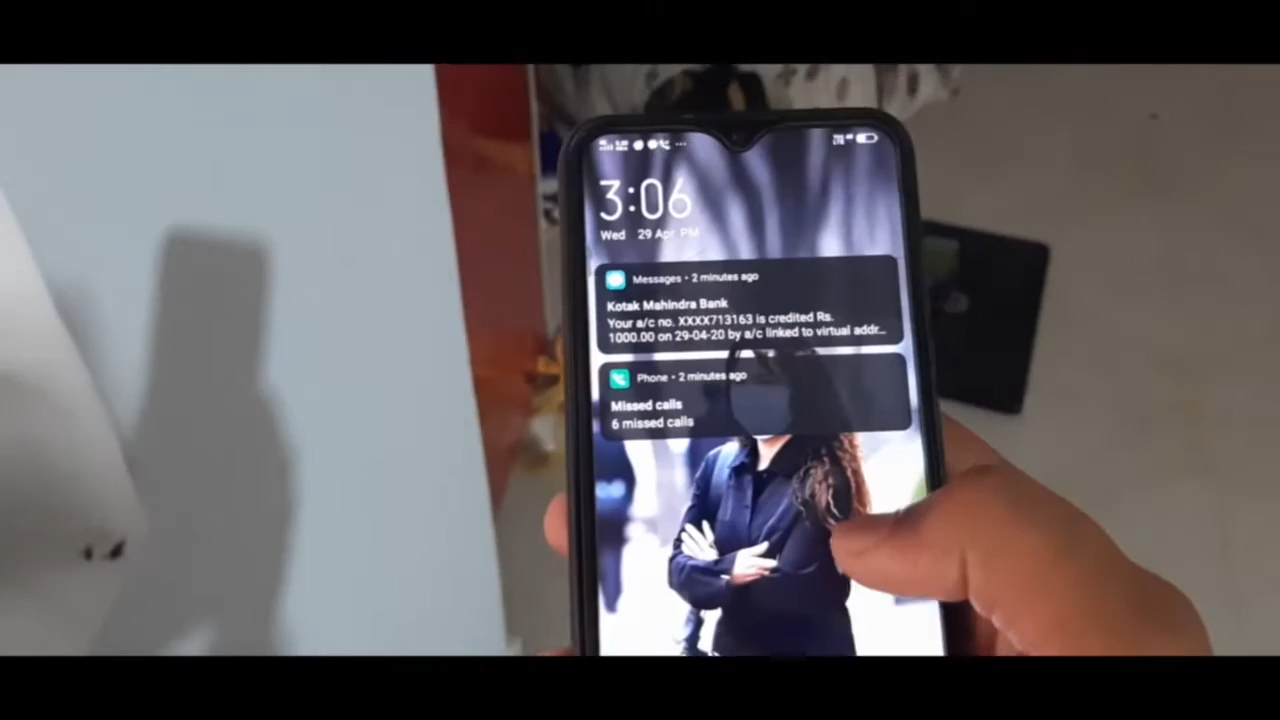 3:06
Wed 29 Apr PM
Messages • 2 minutes ago
Kotak Mahindra Bank
Your a/c no. XXXX713163 is credited Rs.
1000.00 on 29-04-20 by a/c linked to virtual addr...
Phone • 2 minutes ago
Missed calls
6 missed calls